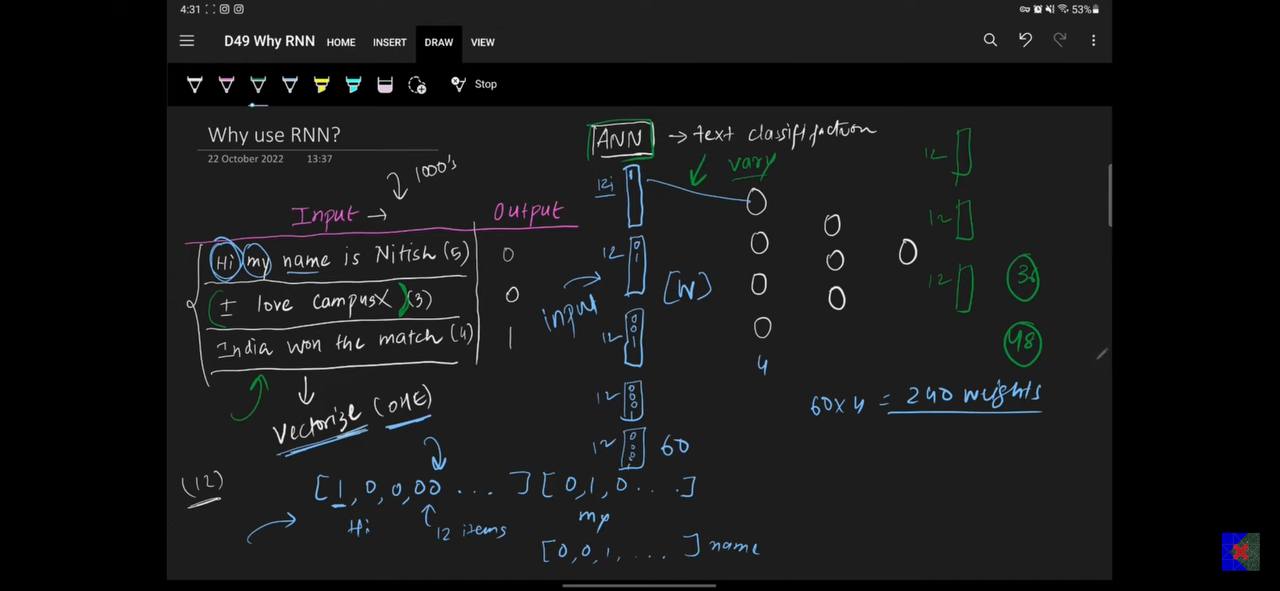 4:31
53%
D49 Why RNN HOME INSERT DRAW VIEW
Stop
Why use RNN?
22 October 2022 13:37
1000's
Input → Output
Hi my name is Nitish (5) 0
I love campusX (3) 0
India won the match (4) 1
Vectorize (OHE)
(12)
[1, 0, 0, 00 ... ] [0, 1, 0 ... ]
Hi 12 items my
[0, 0, 1, .... ] name
ANN → text classification
vary
12i
12
12
12
12 60
input [W]
4
12
12
12
36
48
60 x 4 = 240 weights